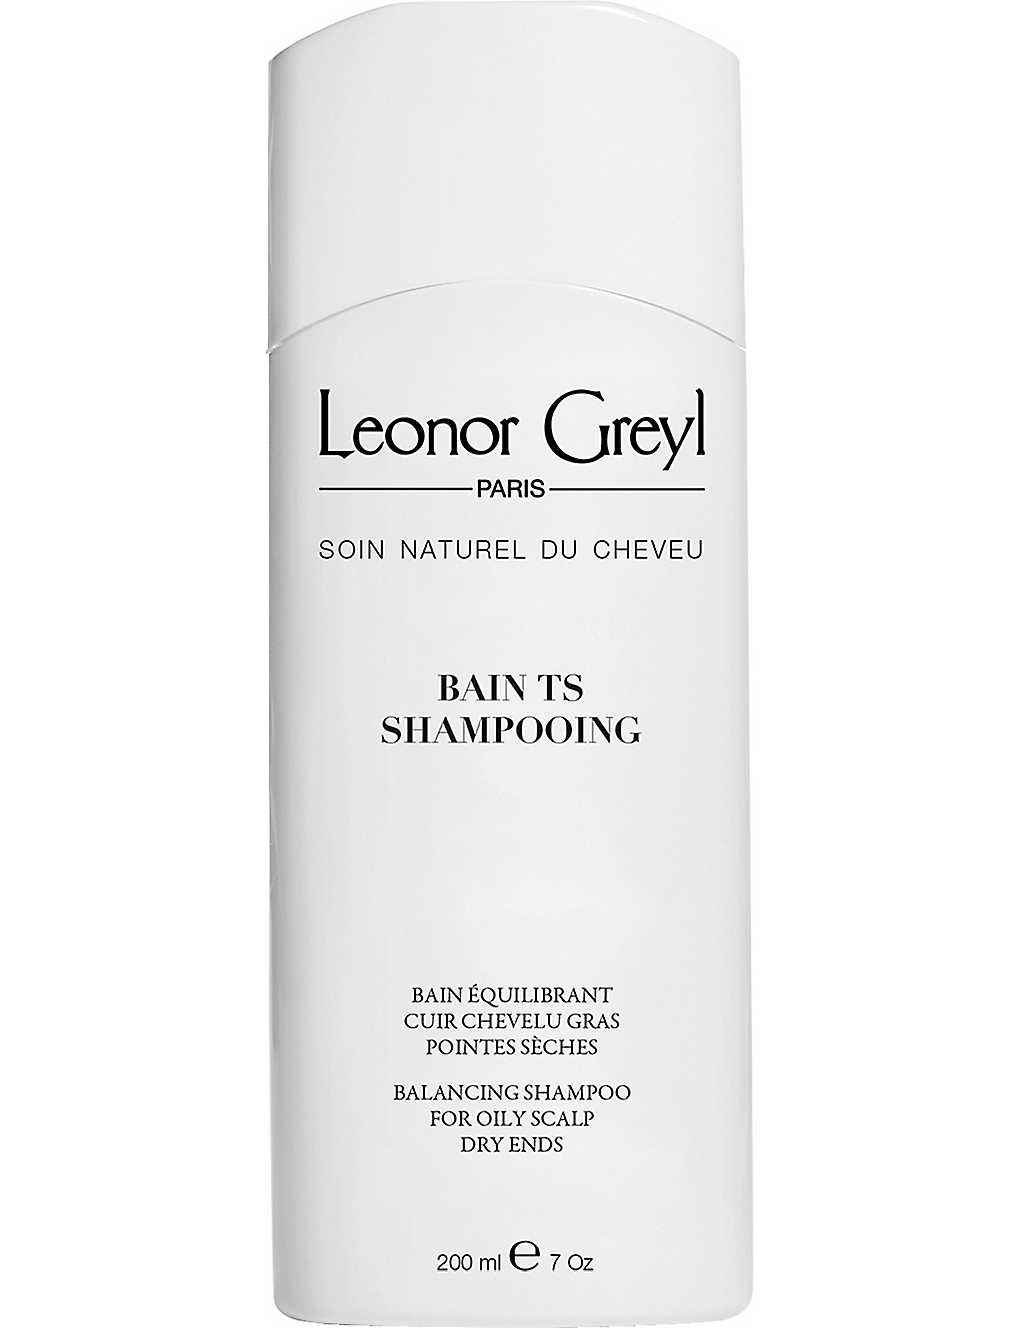 Leonor Greyl
PARIS
SOIN NATUREL DU CHEVEU
BAIN TS
SHAMPOOING
BAIN ÉQUILIBRANT
CUIR CHEVELU GRAS
POINTES SÈCHES
BALANCING SHAMPOO
FOR OILY SCALP
DRY ENDS
200 ml e 7 Oz